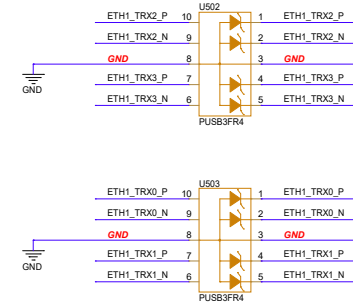 U502
ETH1_TRX2_P 10 1 ETH1_TRX2_P
ETH1_TRX2_N 9 2 ETH1_TRX2_N
GND 8 3 GND
GND
ETH1_TRX3_P 7 4 ETH1_TRX3_P
ETH1_TRX3_N 6 5 ETH1_TRX3_N
PUSB3FR4
U503
ETH1_TRX0_P 10 1 ETH1_TRX0_P
ETH1_TRX0_N 9 2 ETH1_TRX0_N
GND 8 3 GND
GND
ETH1_TRX1_P 7 4 ETH1_TRX1_P
ETH1_TRX1_N 6 5 ETH1_TRX1_N
PUSB3FR4